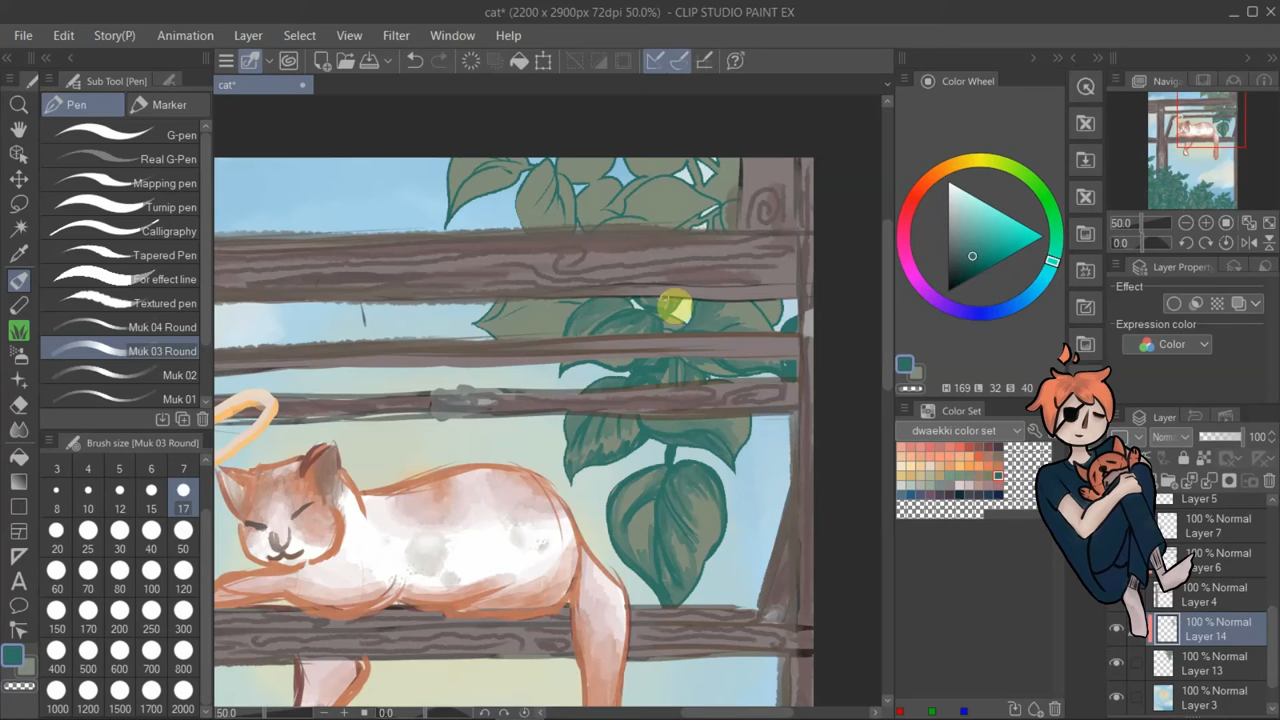 cat* (2200 x 2900px 72dpi 50.0%) - CLIP STUDIO PAINT EX
File Edit Story(P) Animation Layer Select View Filter Window Help
Sub Tool [Pen]
cat*
Pen Marker
G-pen
Real G-Pen
Mapping pen
Turnip pen
Calligraphy
Tapered Pen
For effect line
Textured pen
Muk 04 Round
Muk 03 Round
Muk 02
Muk 01
Brush size [Muk 03 Round]
3 4 5 6 7
8 10 12 15 17
20 25 30 40 50
60 70 80 100 120
150 170 200 250 300
400 500 600 700 800
1000 1200 1500 1700 2000
50.0 0.0
Color Wheel
H 169 L 32 S 40
Color Set
dwaekki color set
Naviga
50.0
0.0
Layer Property
Effect
Expression color
Color
Layer
Norm 100
Layer 5
100 % Normal
Layer 7
100 % Normal
Layer 6
100 % Normal
Layer 4
100 % Normal
Layer 14
100 % Normal
Layer 13
100 % Normal
Layer 3